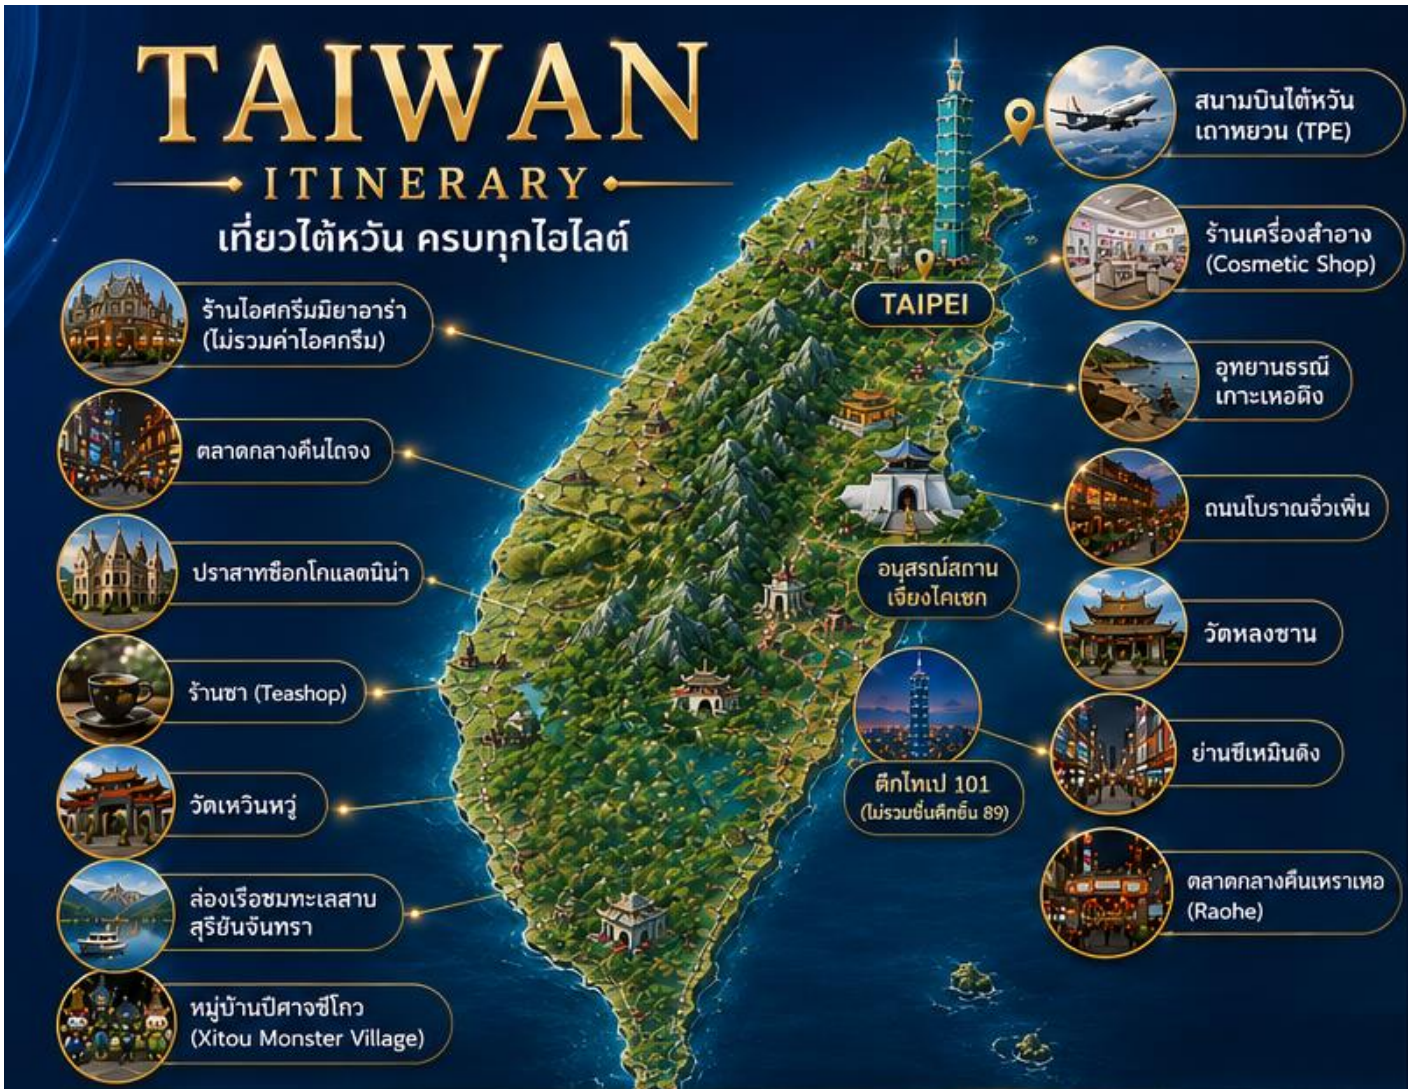 TAIWAN
ITINERARY
เที่ยวไต้หวัน ครบทุกไฮไลต์
ร้านไอศกรีมมิยาอาร่า
(ไม่รวมค่าไอศกรีม)
ตลาดกลางคืนไถจง
ปราสาทช็อกโกแลตนีน่า
ร้านชา (Teashop)
วัดเหวินหวู่
ล่องเรือชมทะเลสาบ
สุริยันจันทรา
หมู่บ้านปีศาจซีโกว
(Xitou Monster Village)
TAIPEI
อนุสรณ์สถาน
เจียงไคเชก
ตึกไทเป 101
(ไม่รวมขึ้นตึกชั้น 89)
สนามบินไต้หวัน
เถาหยวน (TPE)
ร้านเครื่องสำอาง
(Cosmetic Shop)
อุทยานธรณี
เกาะเหอผิง
ถนนโบราณจิ่วเฟิ่น
วัดหลงซาน
ย่านซีเหมินติง
ตลาดกลางคืนเหราเหอ
(Raohe)